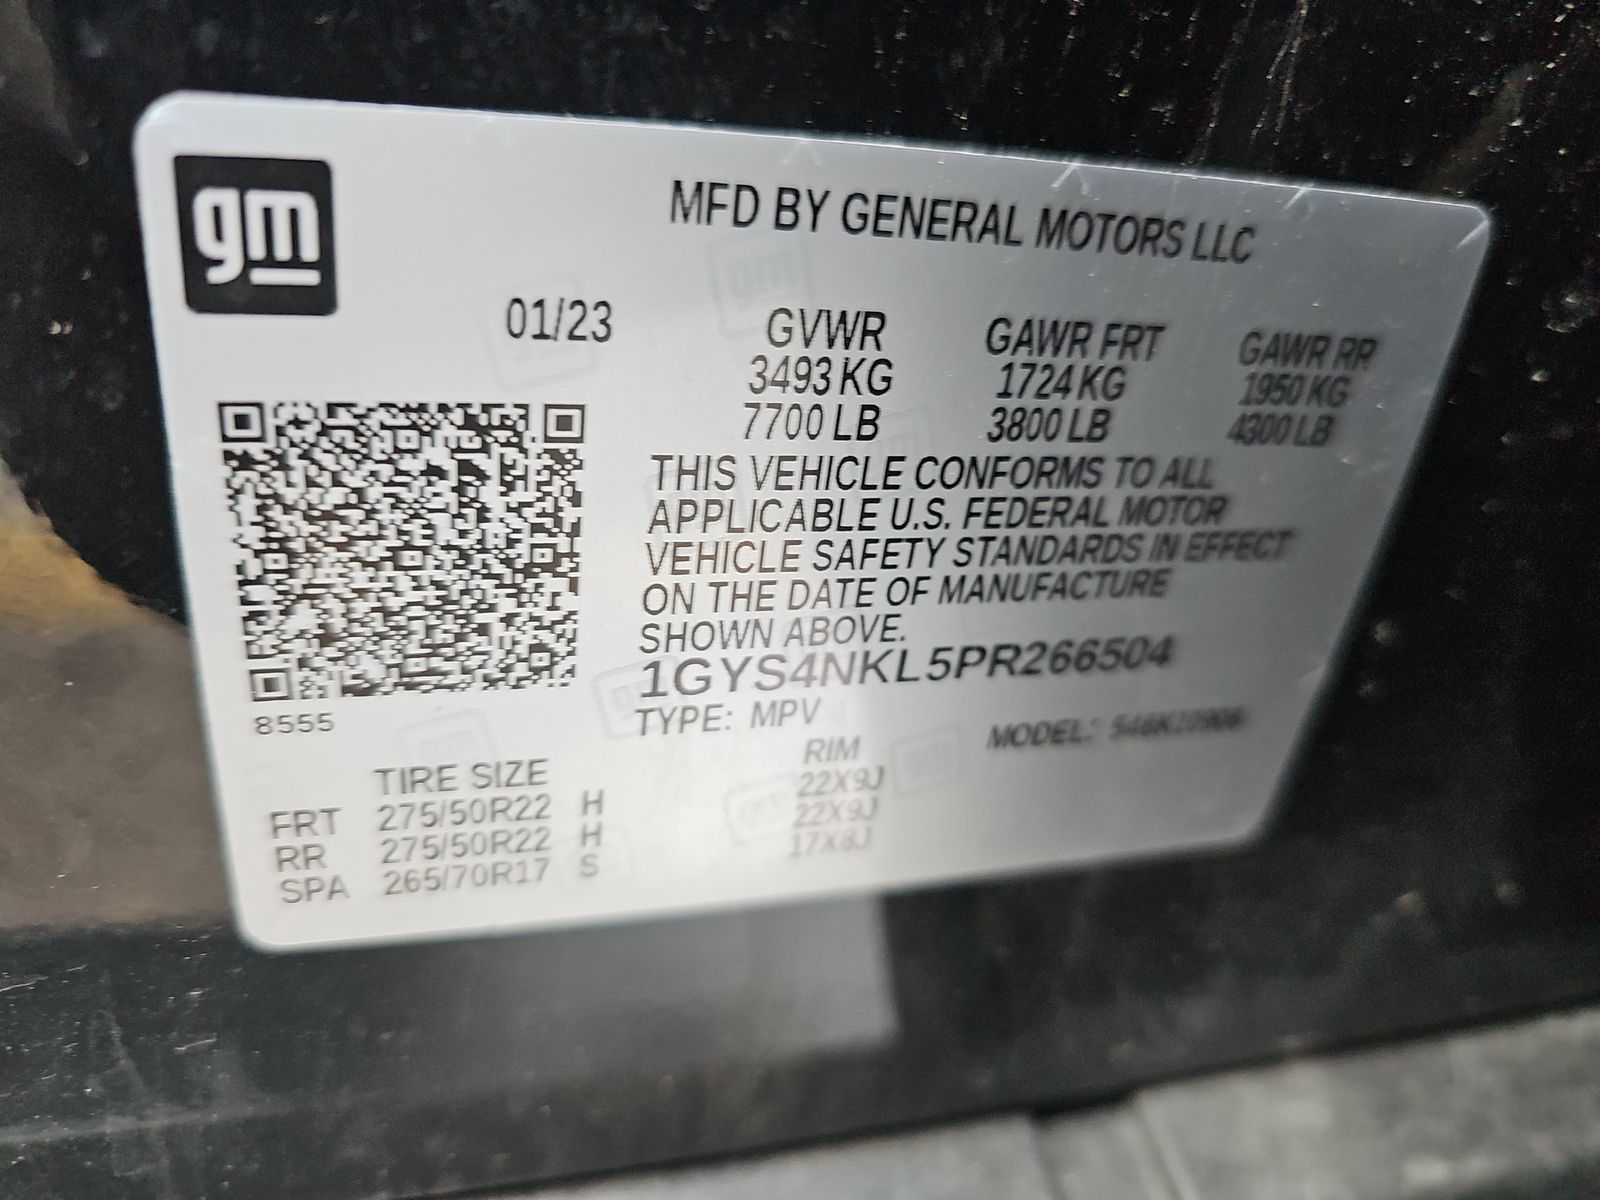 gm
MFD BY GENERAL MOTORS LLC
01/23
GVWR GAWR FRT GAWR RR
3493 KG 1724 KG 1950 KG
7700 LB 3800 LB 4300 LB
THIS VEHICLE CONFORMS TO ALL
APPLICABLE U.S. FEDERAL MOTOR
VEHICLE SAFETY STANDARDS IN EFFECT
ON THE DATE OF MANUFACTURE
SHOWN ABOVE.
1GYS4NKL5PR266504
8555
TYPE: MPV MODEL:
TIRE SIZE RIM
FRT 275/50R22 H 22X9J
RR 275/50R22 H 22X9J
SPA 265/70R17 S 17X8J